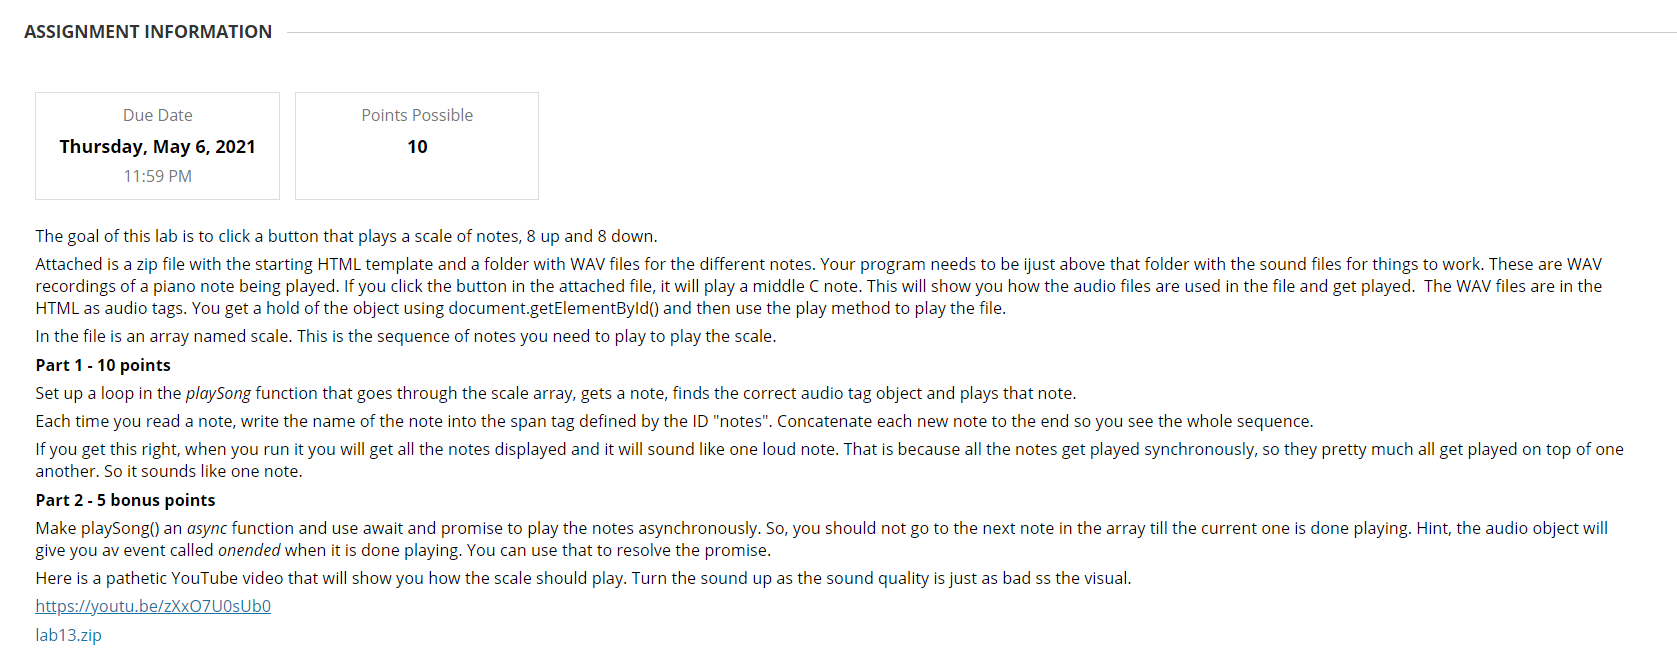 ASSIGNMENT INFORMATION
Due Date
Thursday, May 6, 2021
11:59 PM
Points Possible
10
The goal of this lab is to click a button that plays a scale of notes, 8 up and 8 down.
Attached is a zip file with the starting HTML template and a folder with WAV files for the different notes. Your program needs to be ijust above that folder with the sound files for things to work. These are WAV
recordings of a piano note being played. If you click the button in the attached file, it will play a middle C note. This will show you how the audio files are used in the file and get played.  The WAV files are in the
HTML as audio tags. You get a hold of the object using document.getElementById() and then use the play method to play the file.
In the file is an array named scale. This is the sequence of notes you need to play to play the scale.
Part 1 - 10 points
Set up a loop in the playSong function that goes through the scale array, gets a note, finds the correct audio tag object and plays that note.
Each time you read a note, write the name of the note into the span tag defined by the ID "notes". Concatenate each new note to the end so you see the whole sequence.
If you get this right, when you run it you will get all the notes displayed and it will sound like one loud note. That is because all the notes get played synchronously, so they pretty much all get played on top of one
another. So it sounds like one note.
Part 2 - 5 bonus points
Make playSong() an async function and use await and promise to play the notes asynchronously. So, you should not go to the next note in the array till the current one is done playing. Hint, the audio object will
give you av event called onended when it is done playing. You can use that to resolve the promise.
Here is a pathetic YouTube video that will show you how the scale should play. Turn the sound up as the sound quality is just as bad ss the visual.
https://youtu.be/zXxO7U0sUb0
lab13.zip